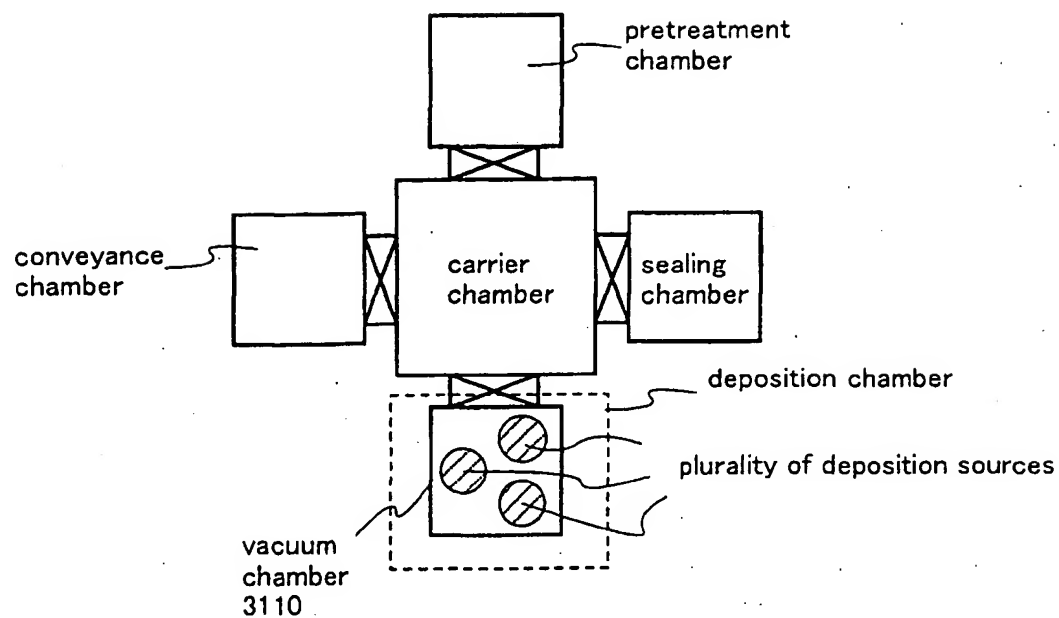 pretreatment
chamber
conveyance
chamber
carrier
chamber
sealing
chamber
deposition chamber
plurality of deposition sources
vacuum
chamber
3110